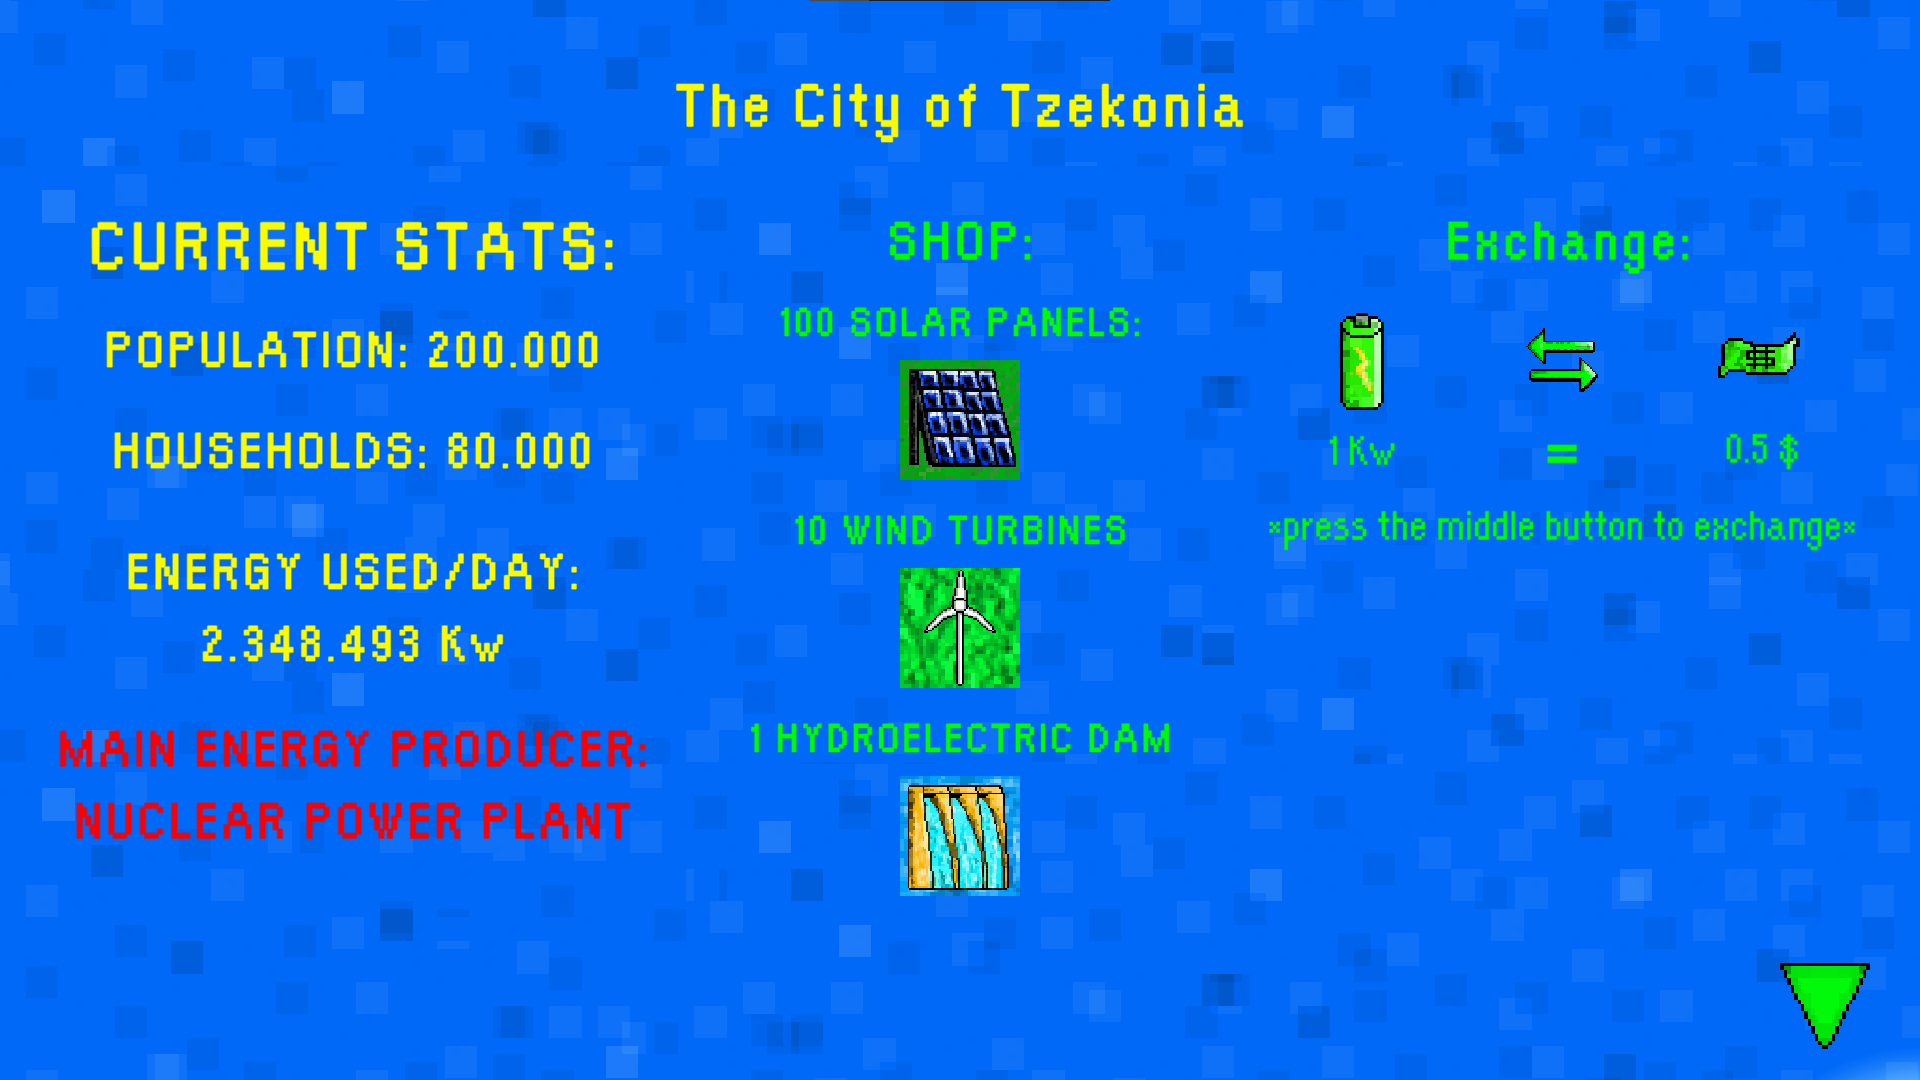 The City of Tzekonia
CURRENT STATS:
POPULATION: 200.000
HOUSEHOLDS: 80.000
ENERGY USED/DAY:
2.348.493 Kw
MAIN ENERGY PRODUCER:
NUCLEAR POWER PLANT
SHOP:
100 SOLAR PANELS:
10 WIND TURBINES
1 HYDROELECTRIC DAM
Exchange:
1 Kw = 0.5 $
*press the middle button to exchange*